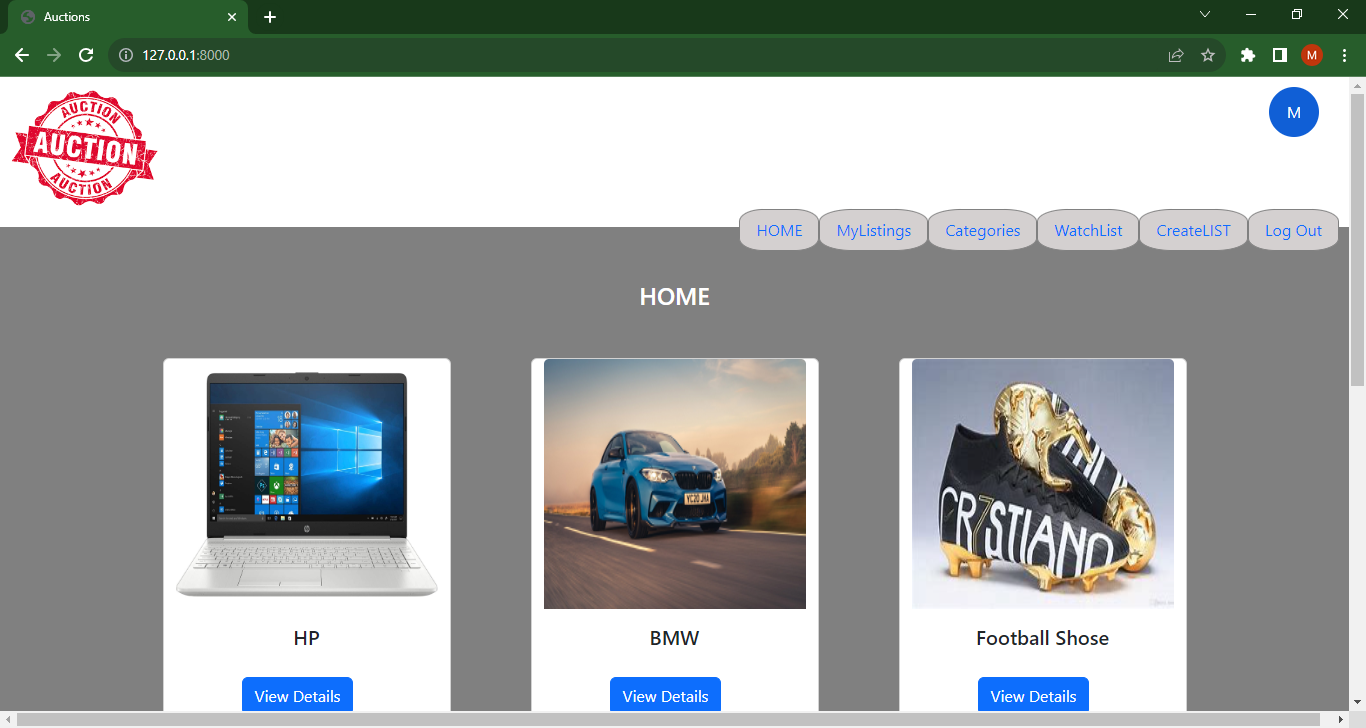 Auctions
127.0.0.1:8000
M
M
AUCTION
AUCTION
AUCTION
HOME
MyListings
Categories
WatchList
CreateLIST
Log Out
HOME
YC20 JHA
CR7STIANO
HP
BMW
Football Shose
View Details
View Details
View Details